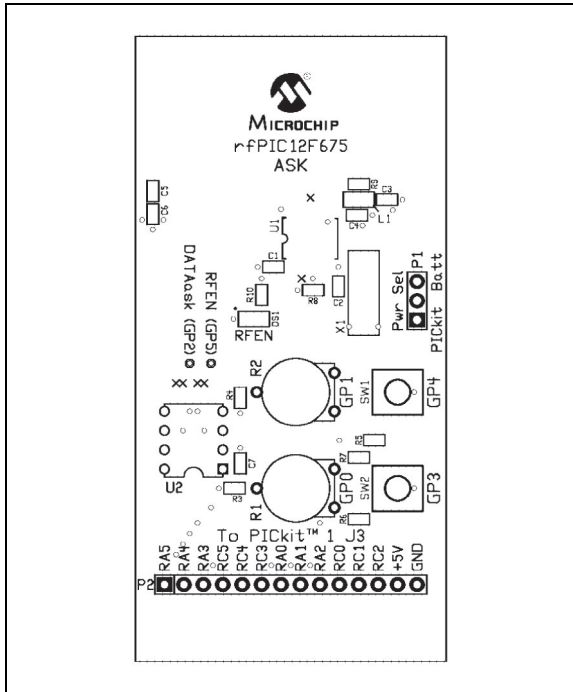 MICROCHIP
rfPIC12F675
ASK
C5
C6
R9
C3
C4
L1
U1
C1
R10
R8
C2
X1
DS1
RFEN
DATAask (GP2)
RFEN (GP5)
Pwr Sel
P1
PICkit Batt
R2
GP1
SW1
GP4
R4
R5
R7
C7
R3
U2
R1
GP0
SW2
GP3
R6
To PICkit™ 1 J3
P2
RA5
RA4
RA3
RC5
RC4
RC3
RA0
RA1
RA2
RC0
RC1
RC2
+5V
GND